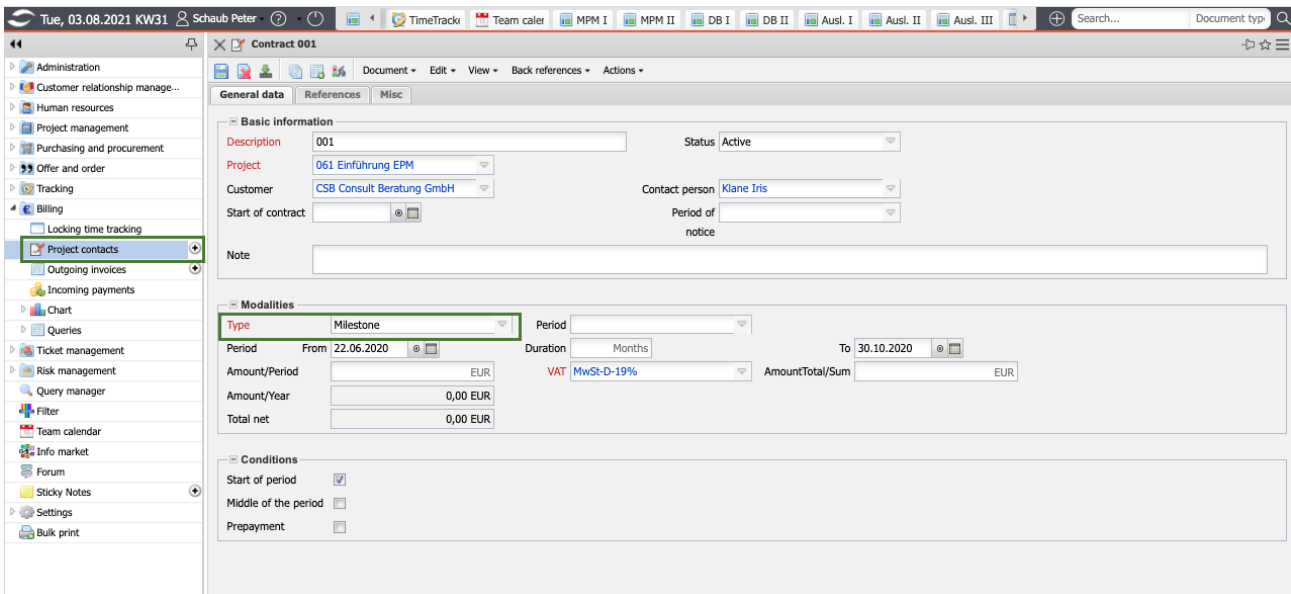 Tue, 03.08.2021 KW31 Schaub Peter TimeTrack Team caler MPM I MPM II DB I DB II Ausl. I Ausl. II Ausl. III Search... Document typ
Contract 001
Administration
Customer relationship manage...
Human resources
Project management
Purchasing and procurement
Offer and order
Tracking
Billing
Locking time tracking
Project contacts
Outgoing invoices
Incoming payments
Chart
Queries
Ticket management
Risk management
Query manager
Filter
Team calendar
Info market
Forum
Sticky Notes
Settings
Bulk print
Document Edit View Back references Actions
General data References Misc
Basic information
Description 001 Status Active
Project 061 Einführung EPM
Customer CSB Consult Beratung GmbH Contact person Klane Iris
Start of contract Period of
notice
Note
Modalities
Type Milestone Period
Period From 22.06.2020 Duration Months To 30.10.2020
Amount/Period EUR VAT MwSt-D-19% AmountTotal/Sum EUR
Amount/Year 0,00 EUR
Total net 0,00 EUR
Conditions
Start of period
Middle of the period
Prepayment